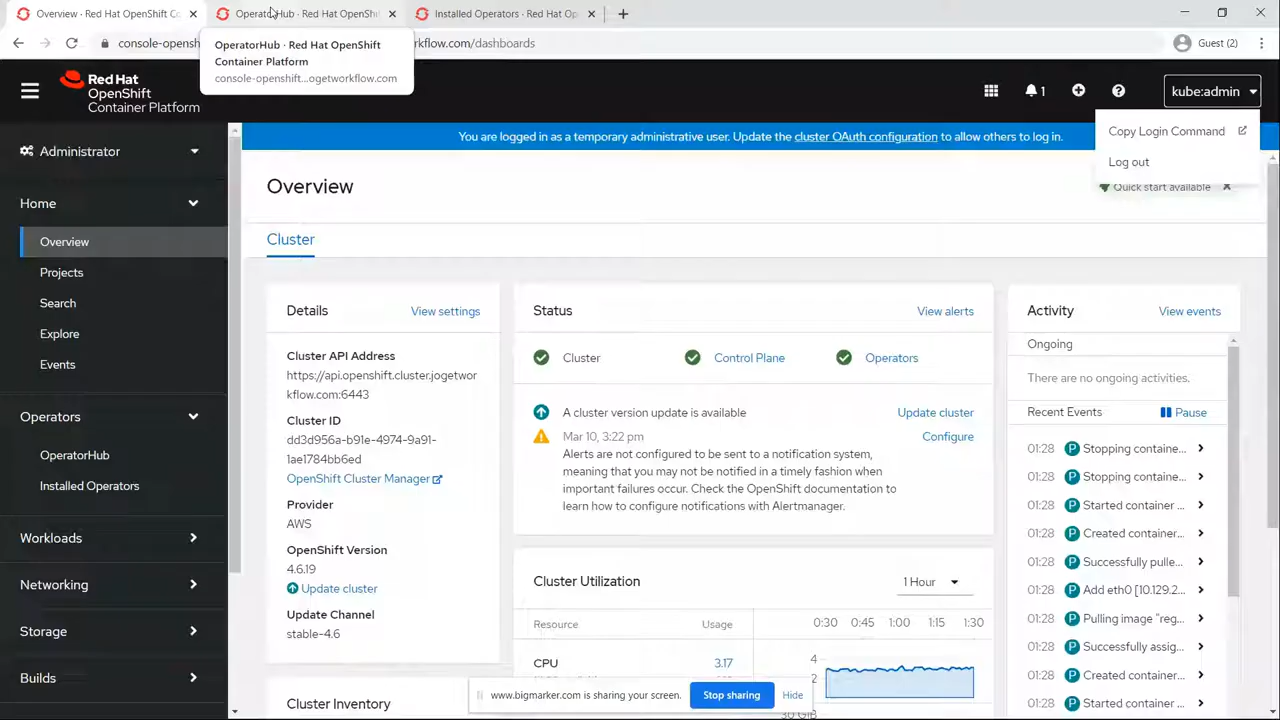 Overview · Red Hat OpenShift C
OperatorHub · Red Hat OpenShi
Installed Operators · Red Hat Op
console-opensh
flow.com/dashboards
Guest (2)
OperatorHub · Red Hat OpenShift
Container Platform
console-openshift...ogetworkflow.com
Red Hat
OpenShift
Container Platform
1
kube:admin
Copy Login Command
Log out
Quick start available
You are logged in as a temporary administrative user. Update the cluster OAuth configuration to allow others to log in.
Administrator
Home
Overview
Projects
Search
Explore
Events
Operators
OperatorHub
Installed Operators
Workloads
Networking
Storage
Builds
Overview
Cluster
Details
View settings
Cluster API Address
https://api.openshift.cluster.jogetwor
kflow.com:6443
Cluster ID
dd3d956a-b91e-4974-9a91-
1ae1784bb6ed
OpenShift Cluster Manager
Provider
AWS
OpenShift Version
4.6.19
Update cluster
Update Channel
stable-4.6
Cluster Inventory
Status
View alerts
Cluster
Control Plane
Operators
A cluster version update is available
Update cluster
Mar 10, 3:22 pm
Configure
Alerts are not configured to be sent to a notification system,
meaning that you may not be notified in a timely fashion when
important failures occur. Check the OpenShift documentation to
learn how to configure notifications with Alertmanager.
Cluster Utilization
1 Hour
Resource
Usage
0:30
0:45
1:00
1:15
1:30
CPU
3.17
4
2
30 GiB
Activity
View events
Ongoing
There are no ongoing activities.
Recent Events
Pause
01:28 P Stopping containe...
01:28 P Stopping containe...
01:28 P Started container ...
01:28 P Created container...
01:28 P Successfully pulle...
01:28 P Add eth0 [10.129.2...
01:28 P Pulling image "reg...
01:28 P Successfully assig...
01:28 P Created container...
01:28 P Started container ...
www.bigmarker.com is sharing your screen.
Stop sharing
Hide